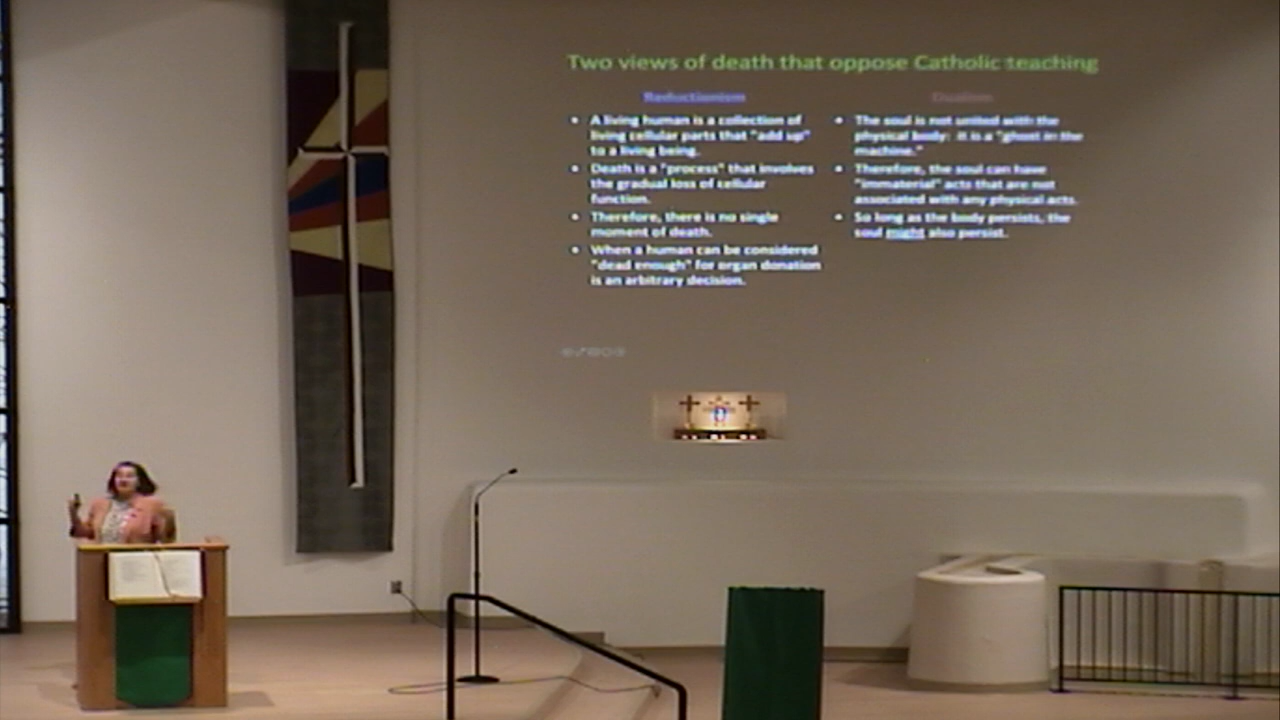 Two views of death that oppose Catholic teaching
Reductionism
• A living human is a collection of
living cellular parts that "add up"
to a living being.
• Death is a "process" that involves
the gradual loss of cellular
function.
• Therefore, there is no single
moment of death.
• When a human can be considered
"dead enough" for organ donation
is an arbitrary decision.
Dualism
• The soul is not united with the
physical body: it is a "ghost in the
machine."
• Therefore, the soul can have
"immaterial" acts that are not
associated with any physical acts.
• So long as the body persists, the
soul might also persist.